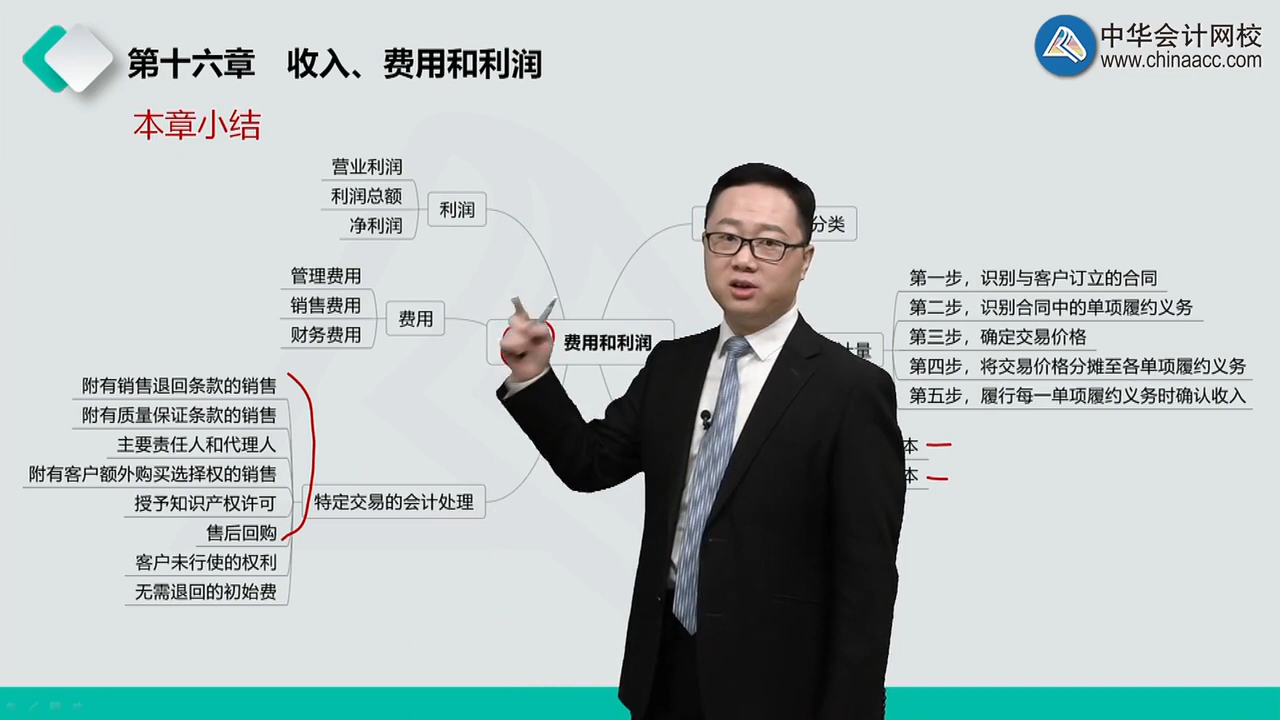 第十六章 收入、费用和利润
中华会计网校
www.chinaacc.com
本章小结
营业利润
利润总额
净利润
利润
管理费用
销售费用
财务费用
费用
附有销售退回条款的销售
附有质量保证条款的销售
主要责任人和代理人
附有客户额外购买选择权的销售
授予知识产权许可
售后回购
客户未行使的权利
无需退回的初始费
特定交易的会计处理
费用和利润
分类
计量
第一步，识别与客户订立的合同
第二步，识别合同中的单项履约义务
第三步，确定交易价格
第四步，将交易价格分摊至各单项履约义务
第五步，履行每一单项履约义务时确认收入
本
本